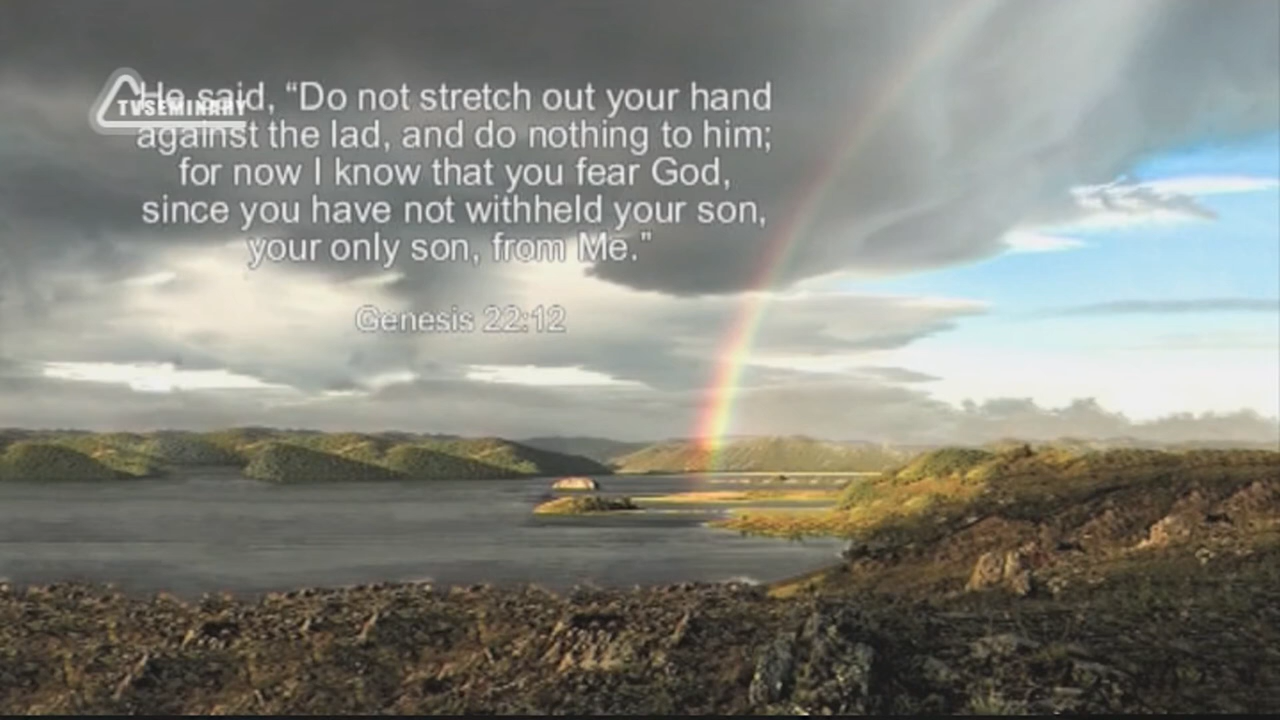 TVSEMINARY
He said, “Do not stretch out your hand
against the lad, and do nothing to him;
for now I know that you fear God,
since you have not withheld your son,
your only son, from Me.”
Genesis 22:12